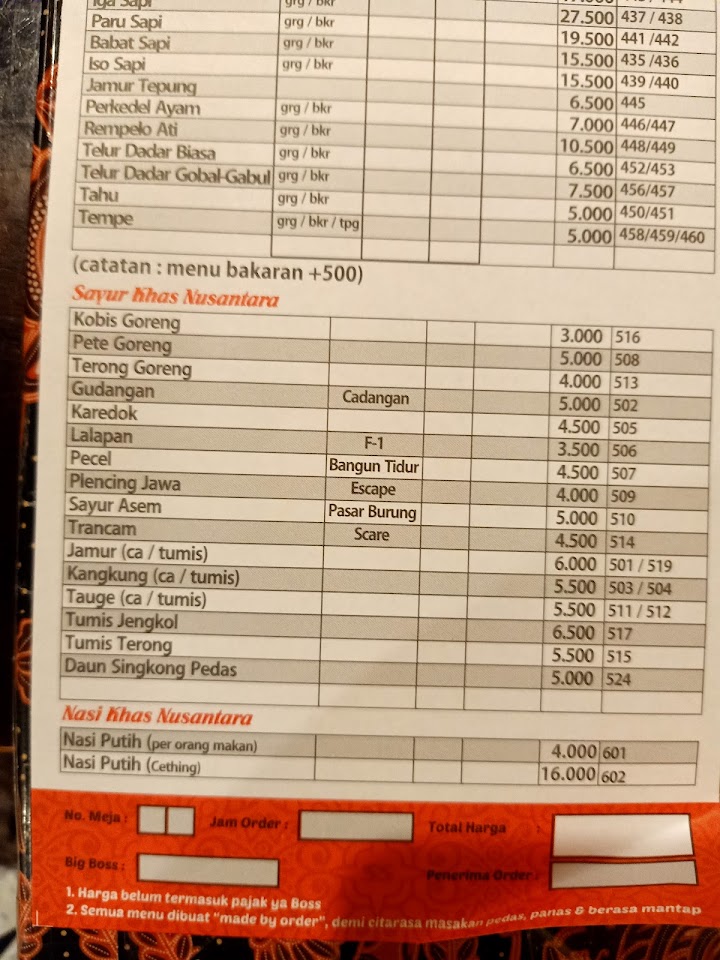 Iga Sapi grg / bkr 27.500 437 / 438
Paru Sapi grg / bkr 19.500 441 /442
Babat Sapi grg / bkr 15.500 435 /436
Iso Sapi grg / bkr 15.500 439 /440
Jamur Tepung 6.500 445
Perkedel Ayam grg / bkr 7.000 446/447
Rempelo Ati grg / bkr 10.500 448/449
Telur Dadar Biasa grg / bkr 6.500 452/453
Telur Dadar Gobal-Gabul grg / bkr 7.500 456/457
Tahu grg / bkr 5.000 450/451
Tempe grg / bkr / tpg 5.000 458/459/460
(catatan : menu bakaran +500)
Sayur Khas Nusantara
Kobis Goreng 3.000 516
Pete Goreng 5.000 508
Terong Goreng 4.000 513
Gudangan Cadangan 5.000 502
Karedok 4.500 505
Lalapan F-1 3.500 506
Pecel Bangun Tidur 4.500 507
Plencing Jawa Escape 4.000 509
Sayur Asem Pasar Burung 5.000 510
Trancam Scare 4.500 514
Jamur (ca / tumis) 6.000 501 / 519
Kangkung (ca / tumis) 5.500 503 / 504
Tauge (ca / tumis) 5.500 511 / 512
Tumis Jengkol 6.500 517
Tumis Terong 5.500 515
Daun Singkong Pedas 5.000 524
Nasi Khas Nusantara
Nasi Putih (per orang makan) 4.000 601
Nasi Putih (Cething) 16.000 602
No. Meja : Jam Order : Total Harga :
Big Boss : Penerima Order :
1. Harga belum termasuk pajak ya Boss
2. Semua menu dibuat "made by order", demi citarasa masakan pedas, panas & berasa mantap